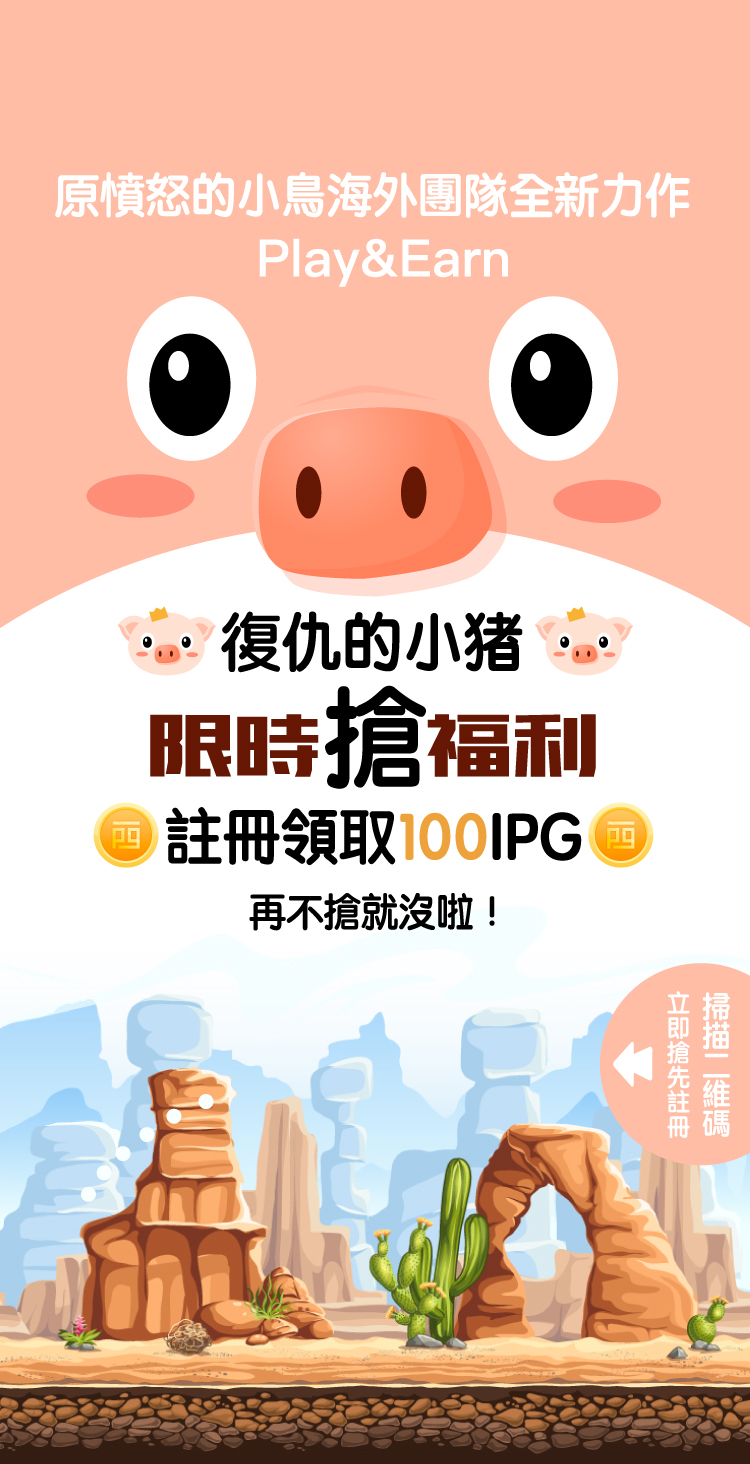 原憤怒的小鳥海外團隊全新力作
Play&Earn
復仇的小猪
限時搶福利
註冊領取100IPG
再不搶就沒啦！
掃描二維碼
立即搶先註冊